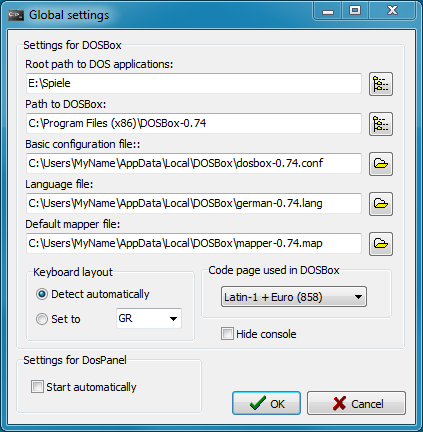 Global settings
Settings for DOSBox
Root path to DOS applications:
E:\Spiele
Path to DOSBox:
C:\Program Files (x86)\DOSBox-0.74
Basic configuration file::
C:\Users\MyName\AppData\Local\DOSBox\dosbox-0.74.conf
Language file:
C:\Users\MyName\AppData\Local\DOSBox\german-0.74.lang
Default mapper file:
C:\Users\MyName\AppData\Local\DOSBox\mapper-0.74.map
Keyboard layout
Detect automatically
Set to GR
Code page used in DOSBox
Latin-1 + Euro (858)
Hide console
Settings for DosPanel
Start automatically
OK Cancel